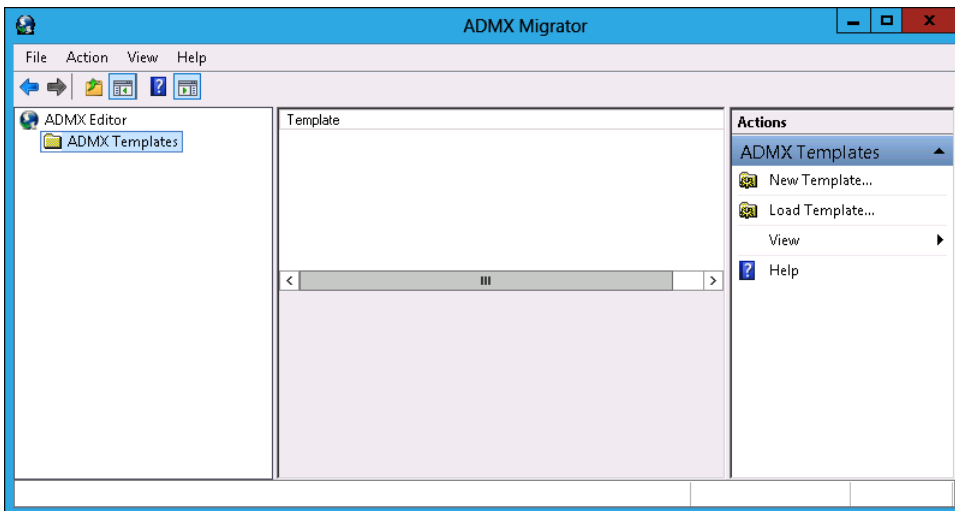 ADMX Migrator
File Action View Help
ADMX Editor
ADMX Templates
Template
Actions
ADMX Templates
New Template...
Load Template...
View
Help